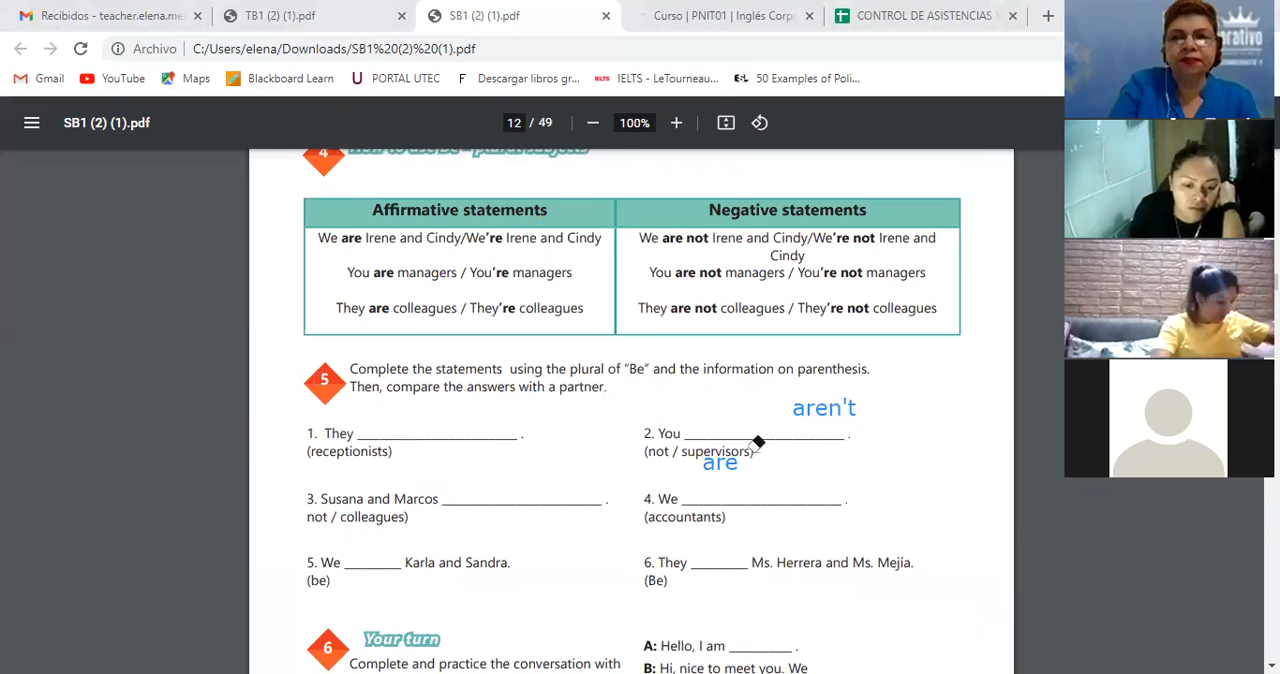 Recibidos - teacher.elena.me
TB1 (2) (1).pdf
SB1 (2) (1).pdf
Curso | PNIT01 | Inglés Corp
CONTROL DE ASISTENCIAS
Archivo
C:/Users/elena/Downloads/SB1%20(2)%20(1).pdf
Gmail
YouTube
Maps
Blackboard Learn
PORTAL UTEC
Descargar libros gr...
IELTS - LeTourneau...
50 Examples of Poli...
SB1 (2) (1).pdf
12 / 49
100%
4
Affirmative statements
Negative statements
We are Irene and Cindy/We're Irene and Cindy
We are not Irene and Cindy/We're not Irene and
Cindy
You are managers / You're managers
You are not managers / You're not managers
They are colleagues / They're colleagues
They are not colleagues / They're not colleagues
5
Complete the statements using the plural of "Be" and the information on parenthesis.
Then, compare the answers with a partner.
aren't
1. They ______________________ .
2. You ______________________ .
(receptionists)
(not / supervisors)
are
3. Susana and Marcos ______________________ .
4. We ______________________ .
not / colleagues)
(accountants)
5. We ________ Karla and Sandra.
6. They ________ Ms. Herrera and Ms. Mejía.
(be)
(Be)
6
Your turn
A: Hello, I am _________ .
Complete and practice the conversation with
B: Hi, nice to meet you. We